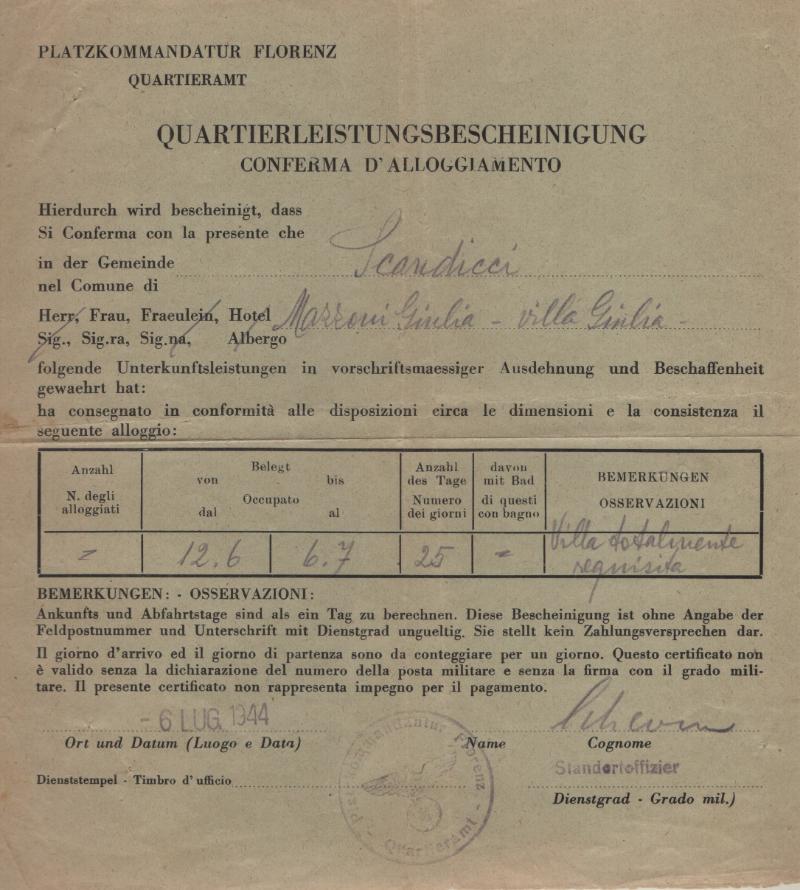 PLATZKOMMANDATUR FLORENZ
QUARTIERAMT
QUARTIERLEISTUNGSBESCHEINIGUNG
CONFERMA D'ALLOGGIAMENTO
Hierdurch wird bescheinigt, dass
Si Conferma con la presente che
in der Gemeinde Scandicci
nel Comune di
Herr, Frau, Fraeulein, Hotel Mazzoni Giulia - villa Giulia -
Sig., Sig.ra, Sig.na, Albergo
folgende Unterkunftsleistungen in vorschriftsmaessiger Ausdehnung und Beschaffenheit
gewaehrt hat:
ha consegnato in conformità alle disposizioni circa le dimensioni e la consistenza il
seguente alloggio:
Anzahl
N. degli
alloggiati
Belegt
von bis
Occupato
dal al
Anzahl
des Tage
Numero
dei giorni
davon
mit Bad
di questi
con bagno
BEMERKUNGEN
OSSERVAZIONI
- 12.6 6.7 25 - Villa totalmente
requisita
BEMERKUNGEN: - OSSERVAZIONI:
Ankunfts und Abfahrtstage sind als ein Tag zu berechnen. Diese Bescheinigung ist ohne Angabe der
Feldpostnummer und Unterschrift mit Dienstgrad ungueltig. Sie stellt kein Zahlungsversprechen dar.
Il giorno d'arrivo ed il giorno di partenza sono da conteggiare per un giorno. Questo certificato non
è valido senza la dichiarazione del numero della posta militare e senza la firma con il grado mili-
tare. Il presente certificato non rappresenta impegno per il pagamento.
- 6 LUG. 1944
Ort und Datum (Luogo e Data) Name Cognome
Standortoffizier
Dienststempel - Timbro d'ufficio
Dienstgrad - Grado mil.)
Platzkommandantur Florenz
- Quartieramt -